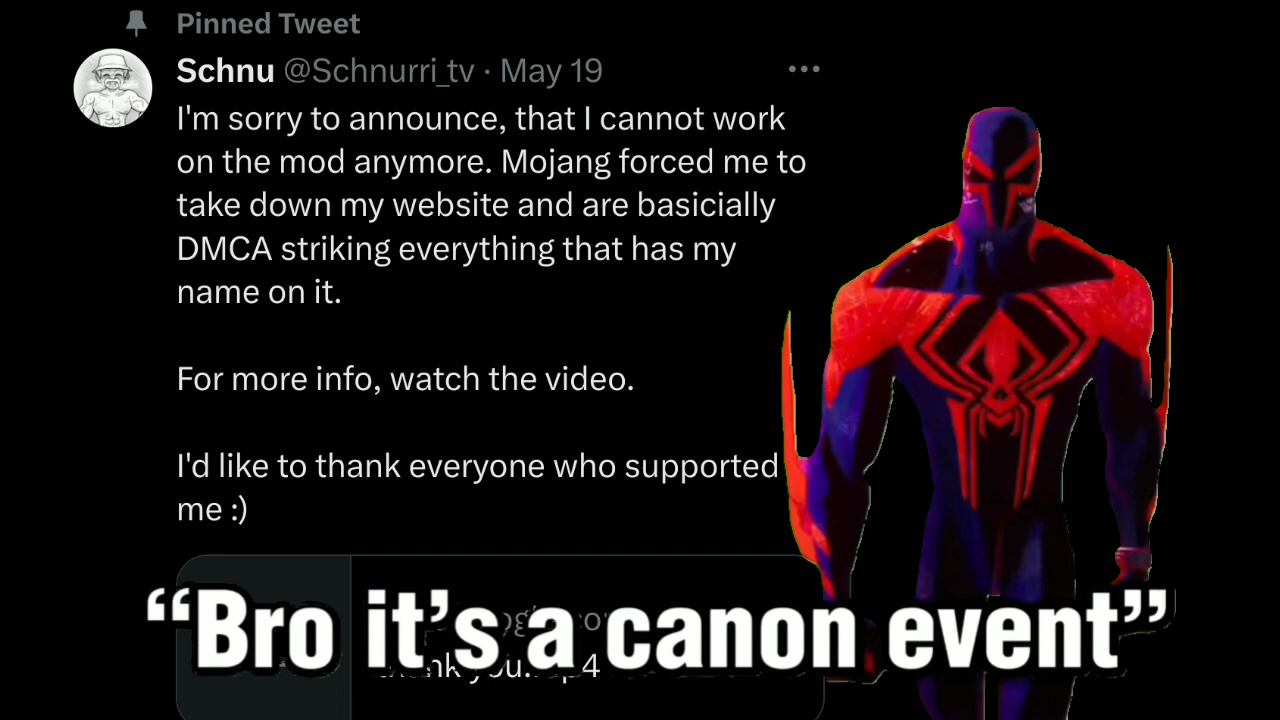 Pinned Tweet
Schnu @Schnurri_tv · May 19
I'm sorry to announce, that I cannot work
on the mod anymore. Mojang forced me to
take down my website and are basicially
DMCA striking everything that has my
name on it.
For more info, watch the video.
I'd like to thank everyone who supported
me :)
“Bro it’s a canon event”